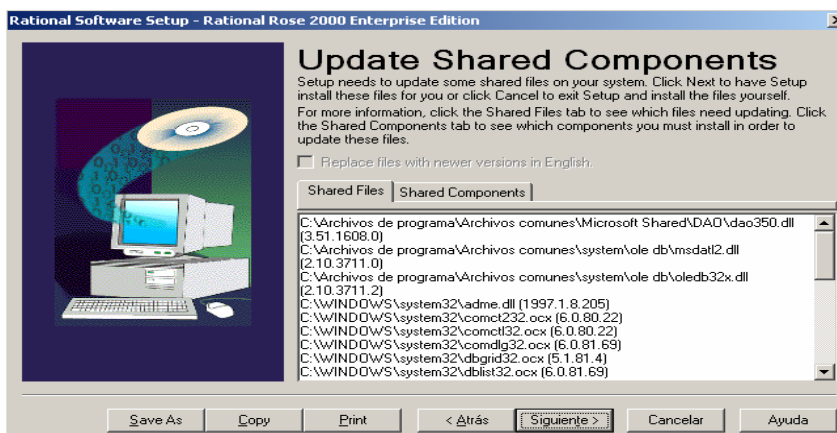 Rational Software Setup - Rational Rose 2000 Enterprise Edition
Update Shared Components
Setup needs to update some shared files on your system. Click Next to have Setup
install these files for you or click Cancel to exit Setup and install the files yourself.
For more information, click the Shared Files tab to see which files need updating. Click
the Shared Components tab to see which components you must install in order to
update these files.
Replace files with newer versions in English.
Shared Files Shared Components
C:\Archivos de programa\Archivos comunes\Microsoft Shared\DAO\dao350.dll
(3.51.1608.0)
C:\Archivos de programa\Archivos comunes\system\ole db\msdatl2.dll
(2.10.3711.0)
C:\Archivos de programa\Archivos comunes\system\ole db\oledb32x.dll
(2.10.3711.2)
C:\WINDOWS\system32\adme.dll (1997.1.8.205)
C:\WINDOWS\system32\comct232.ocx (6.0.80.22)
C:\WINDOWS\system32\comctl32.ocx (6.0.80.22)
C:\WINDOWS\system32\comdlg32.ocx (6.0.81.69)
C:\WINDOWS\system32\dbgrid32.ocx (5.1.81.4)
C:\WINDOWS\system32\dblist32.ocx (6.0.81.69)
Save As Copy Print < Atrás Siguiente > Cancelar Ayuda